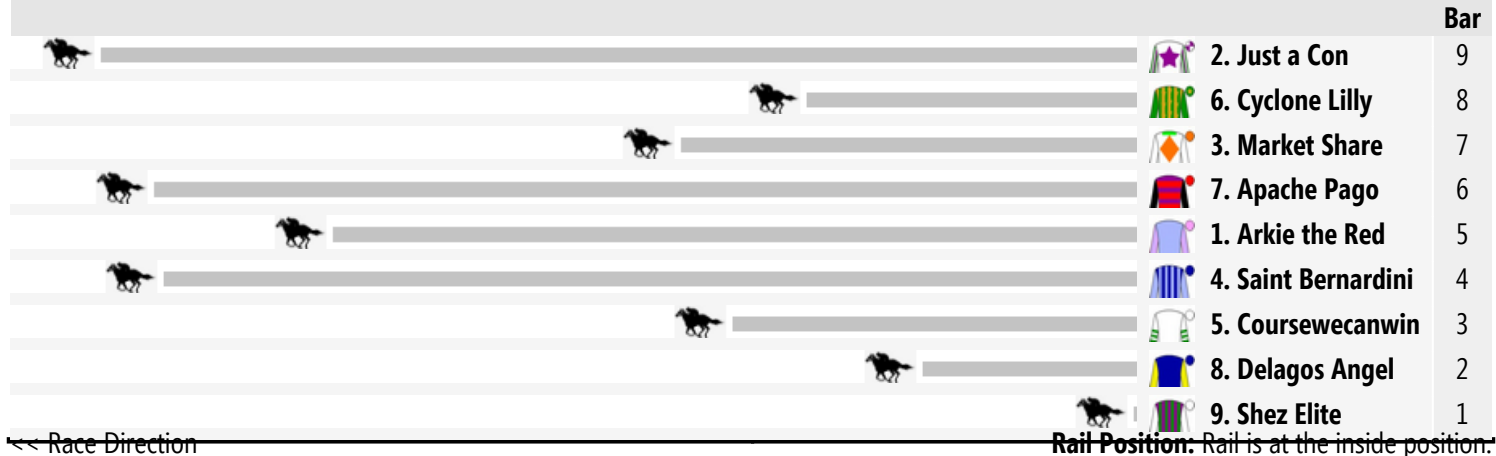 Bar
2. Just a Con 9
6. Cyclone Lilly 8
3. Market Share 7
7. Apache Pago 6
1. Arkie the Red 5
4. Saint Bernardini 4
5. Coursewecanwin 3
8. Delagos Angel 2
9. Shez Elite 1
<< Race Direction Rail Position: Rail is at the inside position.